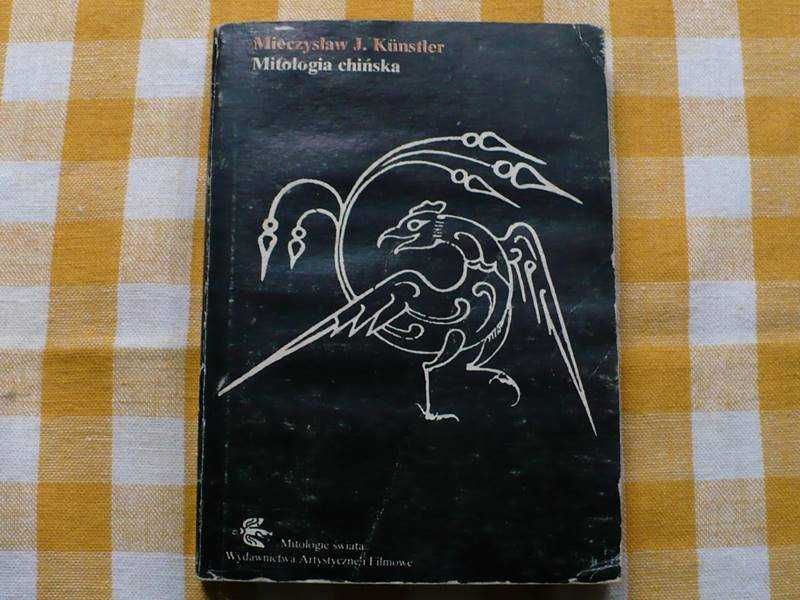 Mieczysław J. Künstler
Mitologia chińska
Mitologie świata
Wydawnictwa Artystyczne i Filmowe